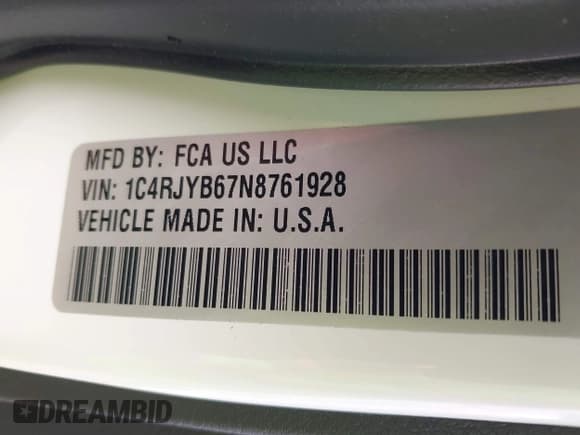 MFD BY: FCA US LLC
VIN: 1C4RJYB67N8761928
VEHICLE MADE IN: U.S.A.
DREAMBID